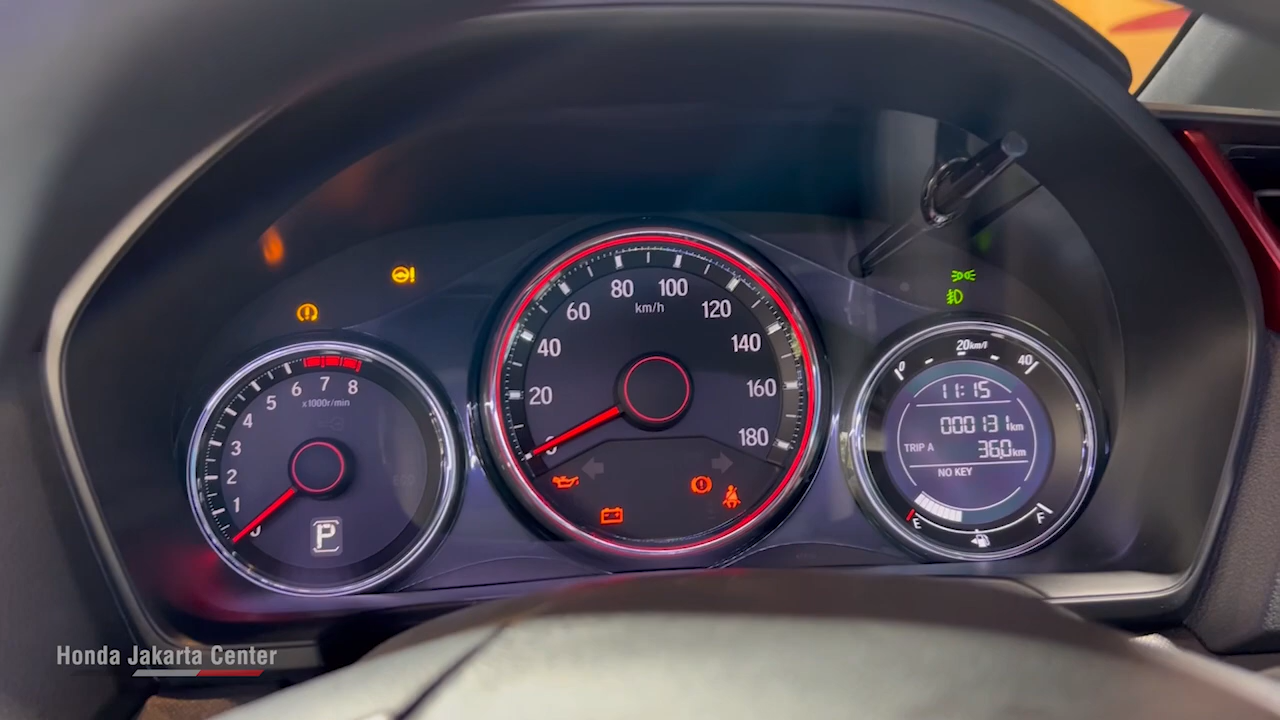 0
1
2
3
4
5
6
7
8
x1000r/min
P
0
20
40
60
80
100
120
140
160
180
km/h
0
20km/l
40
11:15
000131km
TRIP A
36.0km
NO KEY
E
F
Honda Jakarta Center